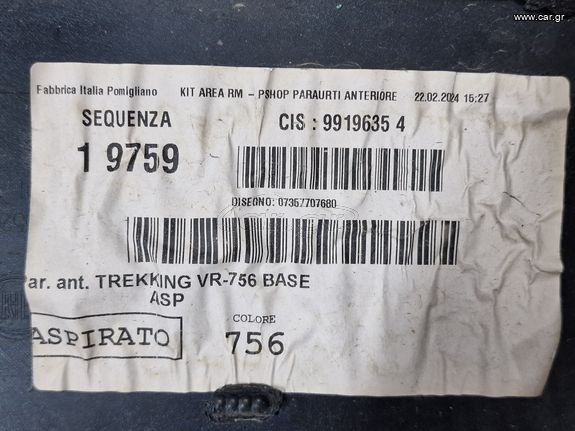 www.car.gr
Fabbrica Italia Pomigliano KIT AREA RM - PSHOP PARAURTI ANTERIORE 22.02.2024 15:27
SEQUENZA CIS : 9919635 4
1 9759
DISEGNO: 07357707680
ar. ant. TREKKING VR-756 BASE
ASP
COLORE
ASPIRATO 756